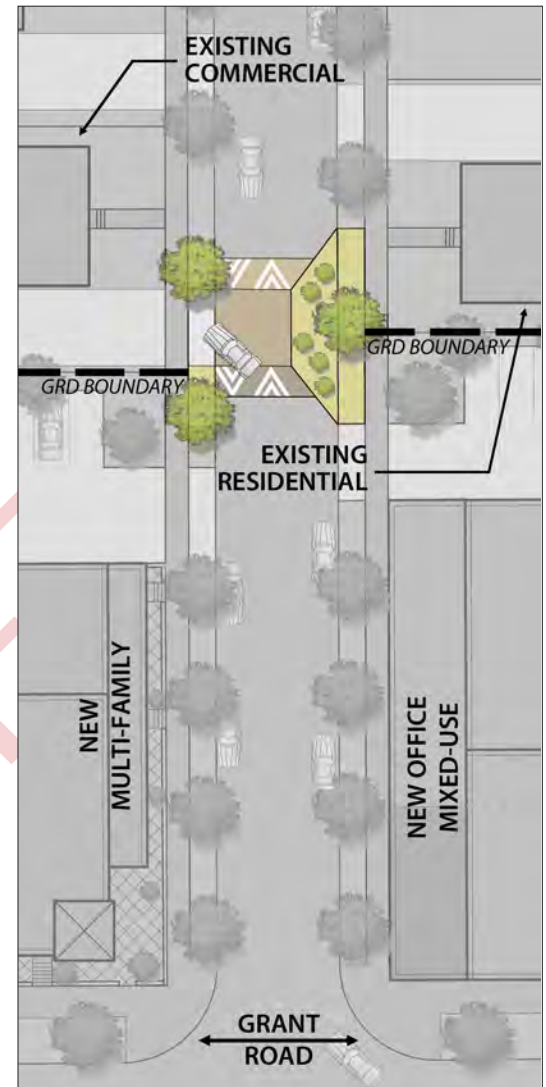 EXISTING
COMMERCIAL
GRD BOUNDARY
GRD BOUNDARY
EXISTING
RESIDENTIAL
NEW
MULTI-FAMILY
NEW OFFICE
MIXED-USE
GRANT
ROAD